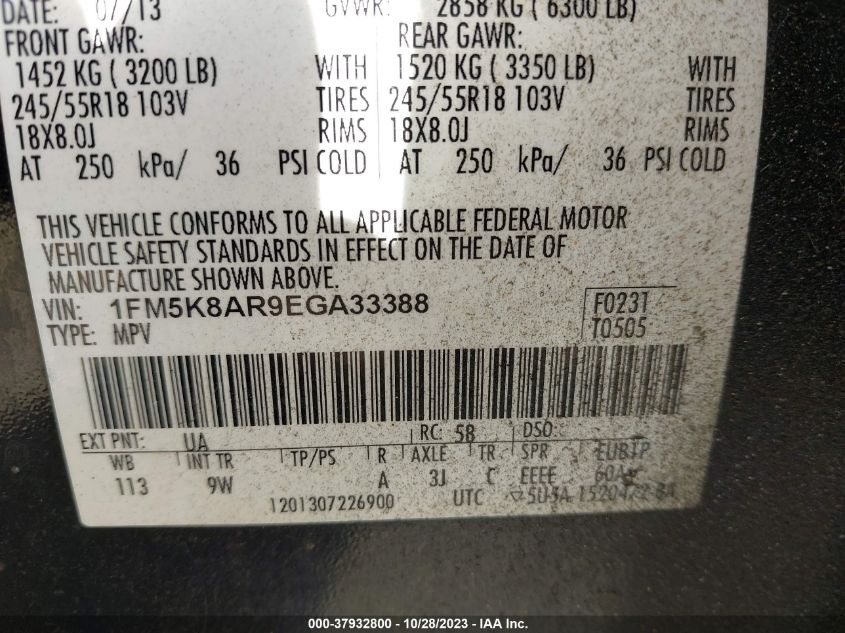 DATE: 07/13 GVWR: 2858 KG ( 6300 LB)
FRONT GAWR: REAR GAWR:
1452 KG ( 3200 LB) WITH 1520 KG ( 3350 LB) WITH
245/55R18 103V TIRES 245/55R18 103V TIRES
18X8.0J RIMS 18X8.0J RIMS
AT 250 kPa/ 36 PSI COLD AT 250 kPa/ 36 PSI COLD
THIS VEHICLE CONFORMS TO ALL APPLICABLE FEDERAL MOTOR
VEHICLE SAFETY STANDARDS IN EFFECT ON THE DATE OF
MANUFACTURE SHOWN ABOVE.
VIN: 1FM5K8AR9EGA33388 F0231
TYPE: MPV T0505
EXT PNT: UA RC: 58 DSO:
WB INT TR TP/PS R AXLE TR SPR
113 9W A 3J C EEEE
1201307226900 UTC
000-37932800 - 10/28/2023 - IAA Inc.